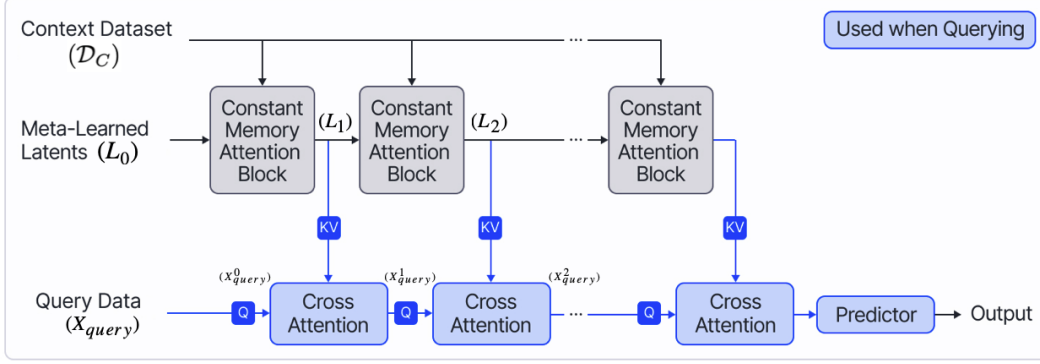 Context Dataset
(𝒟_C)
Used when Querying
...
Constant
Memory
Attention
Block
(L_1)
Constant
Memory
Attention
Block
(L_2)
...
Constant
Memory
Attention
Block
Meta-Learned
Latents (L_0)
KV
KV
KV
(X^0_query)
(X^1_query)
(X^2_query)
Query Data
(X_query)
Q
Cross
Attention
Q
Cross
Attention
...
Q
Cross
Attention
Predictor
Output